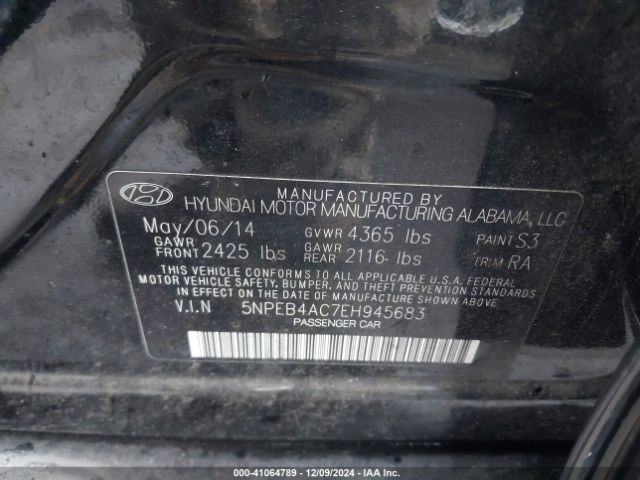 MANUFACTURED BY
HYUNDAI MOTOR MANUFACTURING ALABAMA, LLC
May/06/14 GVWR 4365 lbs PAINT S3
GAWR FRONT 2425 lbs GAWR REAR 2116 lbs TRIM RA
THIS VEHICLE CONFORMS TO ALL APPLICABLE U.S.A. FEDERAL
MOTOR VEHICLE SAFETY, BUMPER, AND THEFT PREVENTION
STANDARDS IN EFFECT ON THE DATE OF MANUFACTURE SHOWN ABOVE
V.I.N 5NPEB4AC7EH945683
PASSENGER CAR
000-41064789 - 12/09/2024 - IAA Inc.